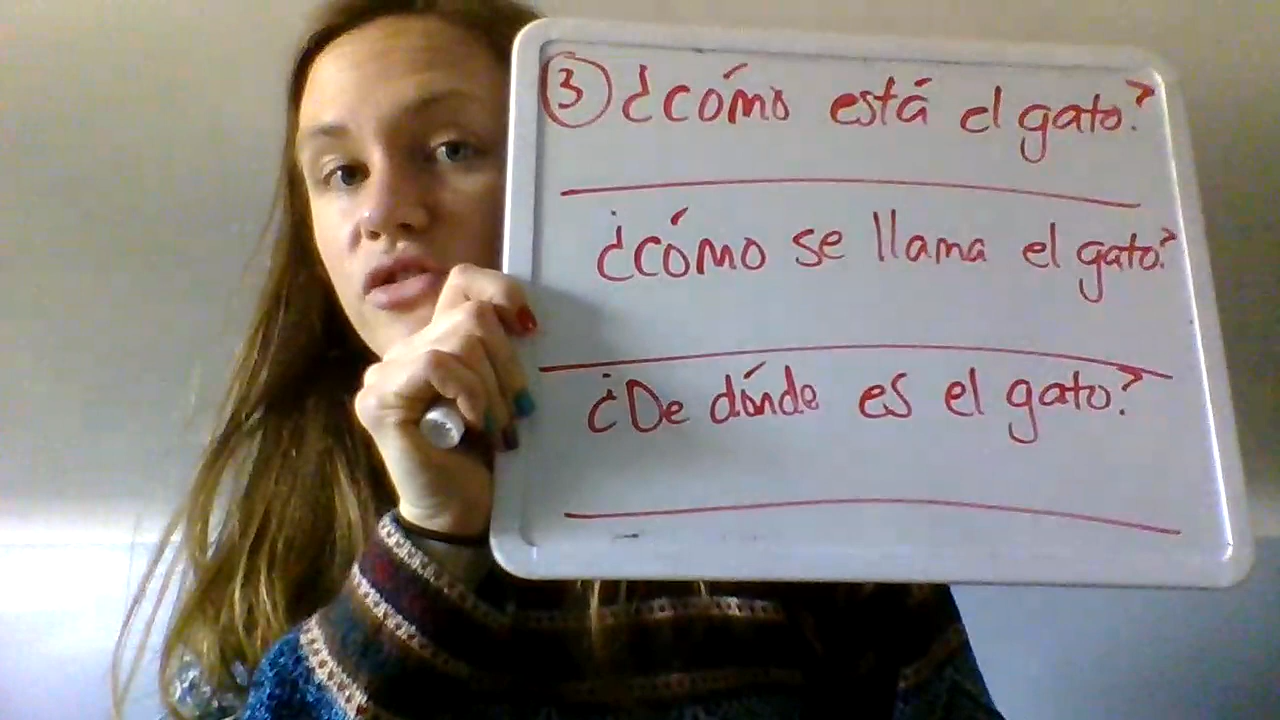 ③ ¿cómo está el gato?
¿cómo se llama el gato?
¿De dónde es el gato?